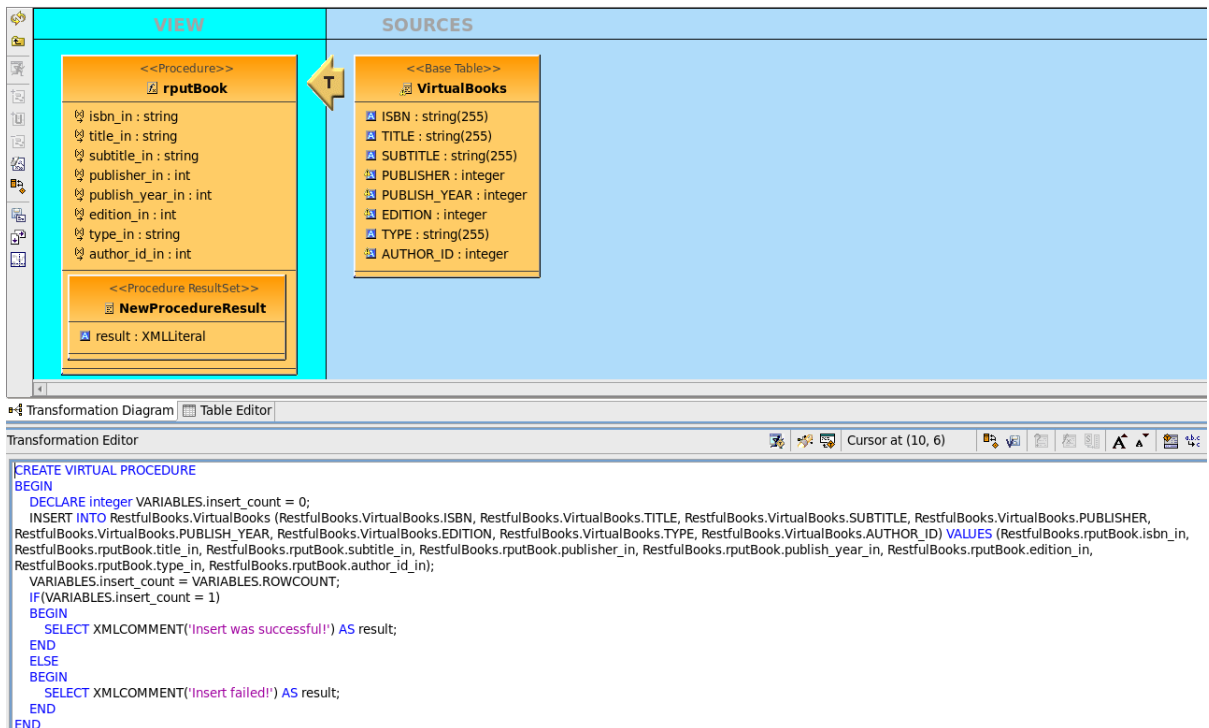 VIEW
SOURCES
<<Procedure>>
rputBook
isbn_in : string
title_in : string
subtitle_in : string
publisher_in : int
publish_year_in : int
edition_in : int
type_in : string
author_id_in : int
<<Procedure ResultSet>>
NewProcedureResult
result : XMLLiteral
T
<<Base Table>>
VirtualBooks
ISBN : string(255)
TITLE : string(255)
SUBTITLE : string(255)
PUBLISHER : integer
PUBLISH_YEAR : integer
EDITION : integer
TYPE : string(255)
AUTHOR_ID : integer
Transformation Diagram
Table Editor
Transformation Editor
Cursor at (10, 6)
CREATE VIRTUAL PROCEDURE
BEGIN
DECLARE integer VARIABLES.insert_count = 0;
INSERT INTO RestfulBooks.VirtualBooks (RestfulBooks.VirtualBooks.ISBN, RestfulBooks.VirtualBooks.TITLE, RestfulBooks.VirtualBooks.SUBTITLE, RestfulBooks.VirtualBooks.PUBLISHER,
RestfulBooks.VirtualBooks.PUBLISH_YEAR, RestfulBooks.VirtualBooks.EDITION, RestfulBooks.VirtualBooks.TYPE, RestfulBooks.VirtualBooks.AUTHOR_ID) VALUES (RestfulBooks.rputBook.isbn_in,
RestfulBooks.rputBook.title_in, RestfulBooks.rputBook.subtitle_in, RestfulBooks.rputBook.publisher_in, RestfulBooks.rputBook.publish_year_in, RestfulBooks.rputBook.edition_in,
RestfulBooks.rputBook.type_in, RestfulBooks.rputBook.author_id_in);
VARIABLES.insert_count = VARIABLES.ROWCOUNT;
IF(VARIABLES.insert_count = 1)
BEGIN
SELECT XMLCOMMENT('Insert was successful!') AS result;
END
ELSE
BEGIN
SELECT XMLCOMMENT('Insert failed!') AS result;
END
END